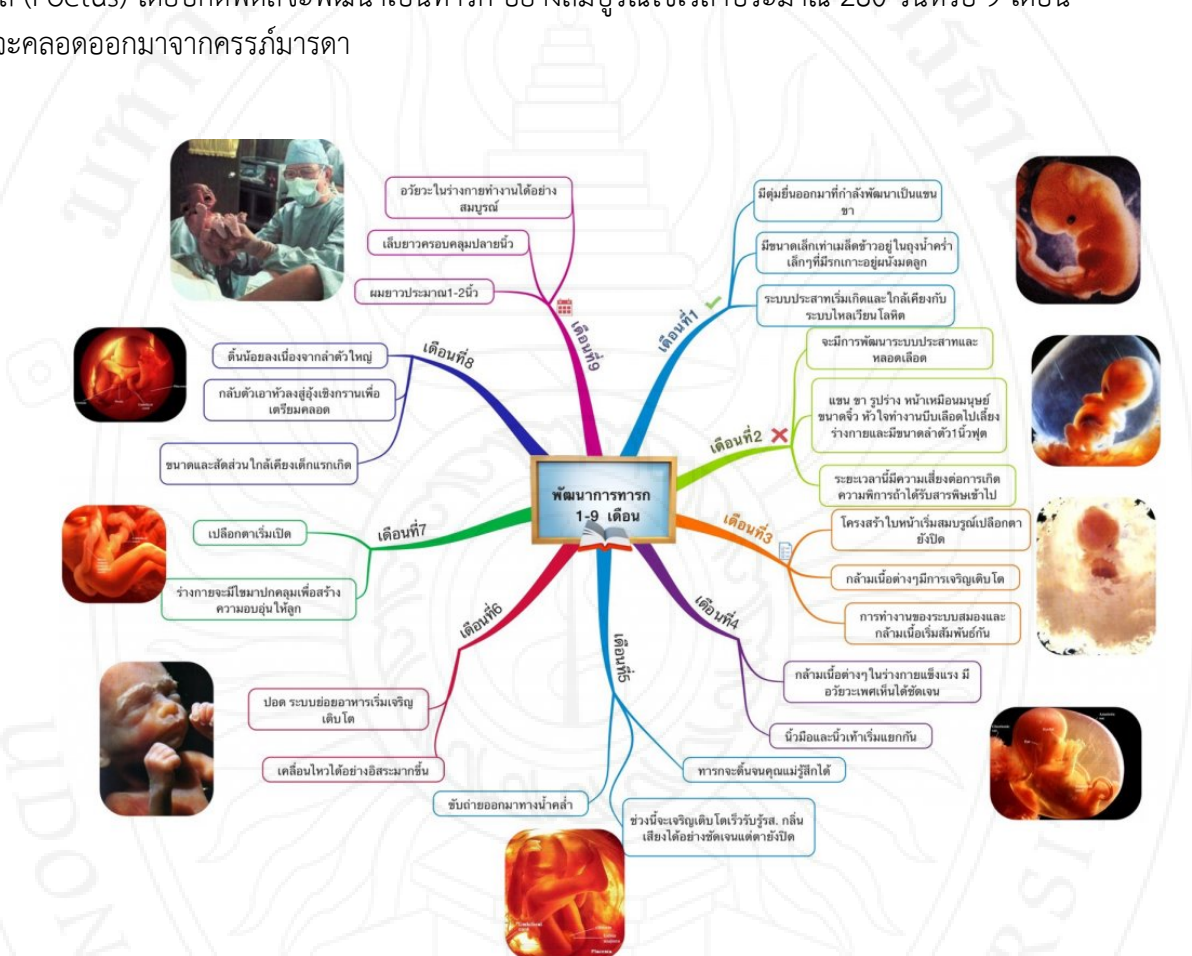 (Foetus) โดยปกติฟีตัสจะพัฒนาเป็นทารก อย่างสมบูรณ์ใช้เวลาประมาณ 280 วันหรือ 9 เดือน
จะคลอดออกมาจากครรภ์มารดา
พัฒนาการทารก
1-9 เดือน
เดือนที่1
มีตุ่มยื่นออกมาที่กำลังพัฒนาเป็นแขน
ขา
มีขนาดเล็กเท่าเมล็ดข้าวอยู่ในถุงน้ำคร่ำ
เล็กๆที่มีรกเกาะอยู่ผนังมดลูก
ระบบประสาทเริ่มเกิดและใกล้เคียงกับ
ระบบไหลเวียนโลหิต
เดือนที่2
จะมีการพัฒนาระบบประสาทและ
หลอดเลือด
แขน ขา รูปร่าง หน้าเหมือนมนุษย์
ขนาดจิ๋ว หัวใจทำงานบีบเลือดไปเลี้ยง
ร่างกายและมีขนาดลำตัว1นิ้วฟุต
ระยะเวลานี้มีความเสี่ยงต่อการเกิด
ความพิการถ้าได้รับสารพิษเข้าไป
เดือนที่3
โครงสร้าใบหน้าเริ่มสมบรูณ์เปลือกตา
ยังปิด
กล้ามเนื้อต่างๆมีการเจริญเติบโต
การทำงานของระบบสมองและ
กล้ามเนื้อเริ่มสัมพันธ์กัน
เดือนที่4
กล้ามเนื้อต่างๆในร่างกายแข็งแรง มี
อวัยวะเพศเห็นได้ชัดเจน
นิ้วมือและนิ้วเท้าเริ่มแยกกัน
เดือนที่5
ทารกจะดิ้นจนคุณแม่รู้สึกได้
ช่วงนี้จะเจริญเติบโตเร็วรับรู้รส. กลิ่น
เสียงได้อย่างชัดเจนแต่ตายังปิด
ขับถ่ายออกมาทางน้ำคล่ำ
เดือนที่6
ปอด ระบบย่อยอาหารเริ่มเจริญ
เติบโต
เคลื่อนไหวได้อย่างอิสระมากขึ้น
เดือนที่7
เปลือกตาเริ่มเปิด
ร่างกายจะมีไขมาปกคลุมเพื่อสร้าง
ความอบอุ่นให้ลูก
เดือนที่8
ดิ้นน้อยลงเนื่องจากลำตัวใหญ่
กลับตัวเอาหัวลงสู่อุ้งเชิงกรานเพื่อ
เตรียมคลอด
ขนาดและสัดส่วนใกล้เคียงเด็กแรกเกิด
เดือนที่9
อวัยวะในร่างกายทำงานได้อย่าง
สมบูรณ์
เล็บยาวครอบคลุมปลายนิ้ว
ผมยาวประมาณ1-2นิ้ว
Placenta